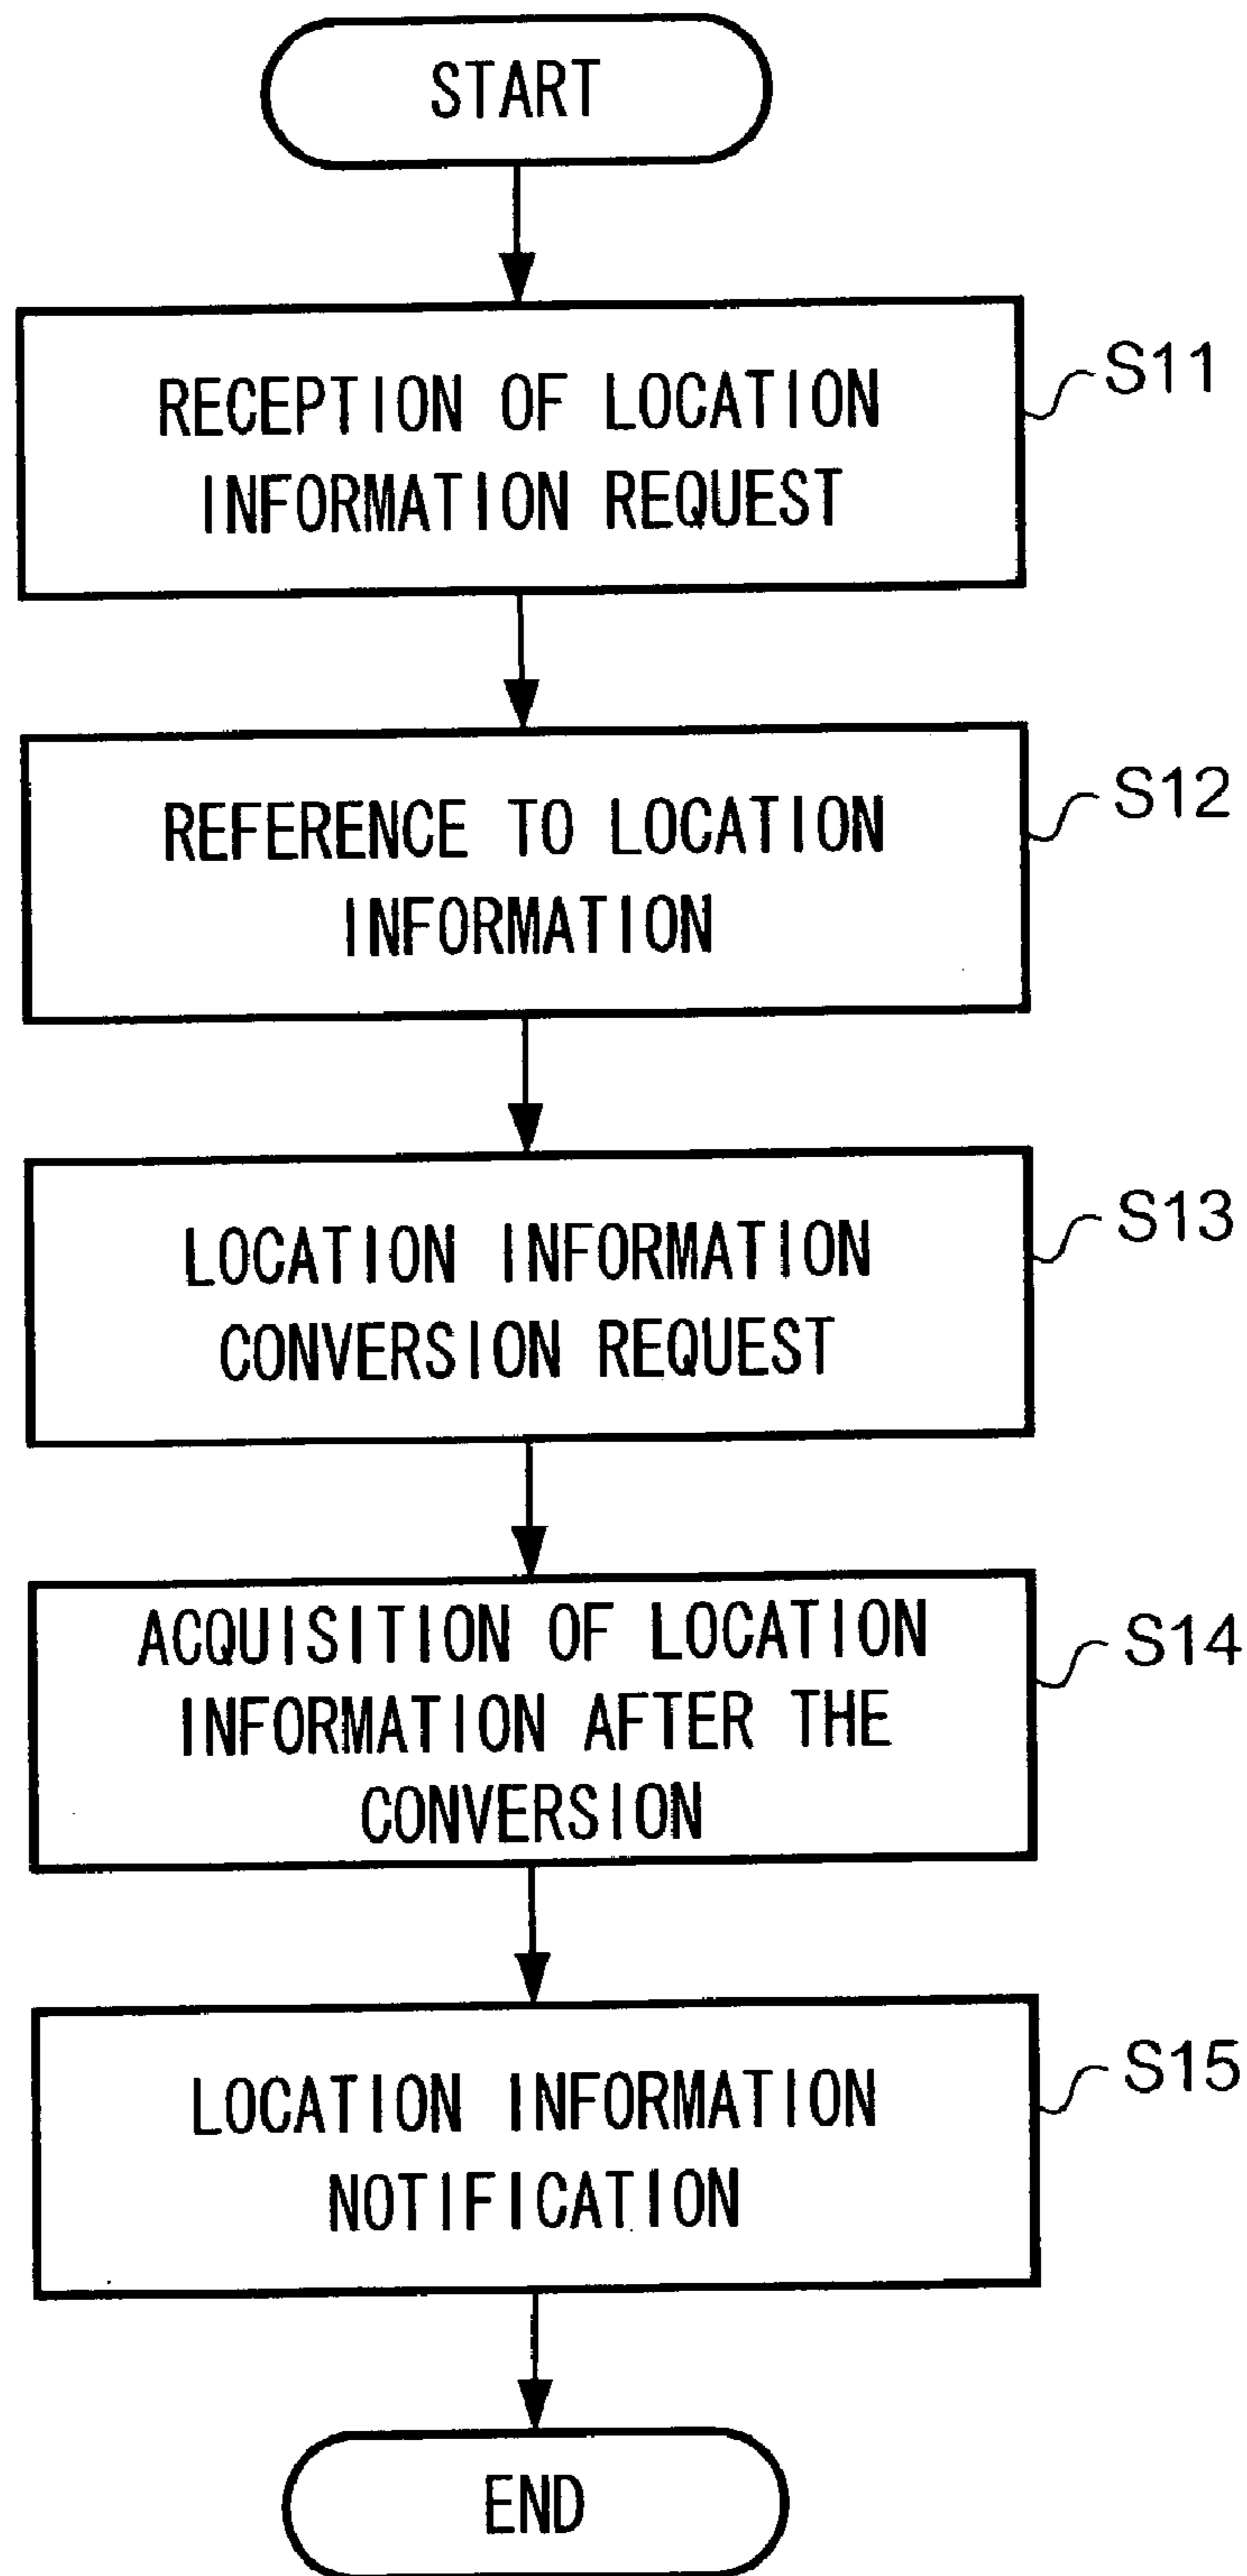 START
RECEPTION OF LOCATION
INFORMATION REQUEST
S11
REFERENCE TO LOCATION
INFORMATION
S12
LOCATION INFORMATION
CONVERSION REQUEST
S13
ACQUISITION OF LOCATION
INFORMATION AFTER THE
CONVERSION
S14
LOCATION INFORMATION
NOTIFICATION
S15
END